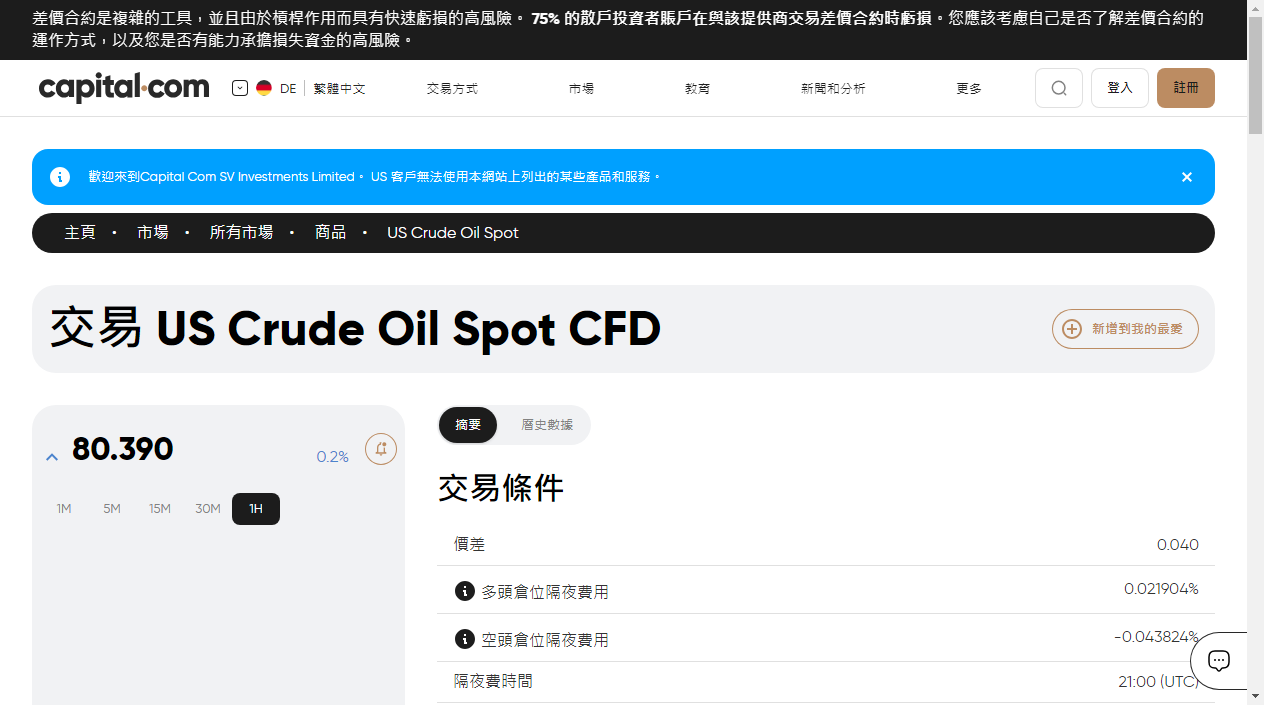 差價合約是複雜的工具，並且由於槓桿作用而具有快速虧損的高風險。75% 的散戶投資者賬戶在與該提供商交易差價合約時虧損。您應該考慮自己是否了解差價合約的
運作方式，以及您是否有能力承擔損失資金的高風險。
capital.com DE 繁體中文 交易方式 市場 教育 新聞和分析 更多 登入 註冊
歡迎來到Capital Com SV Investments Limited。 US 客戶無法使用本網站上列出的某些產品和服務。
主頁 • 市場 • 所有市場 • 商品 • US Crude Oil Spot
交易 US Crude Oil Spot CFD
新增到我的最愛
80.390 0.2%
1M 5M 15M 30M 1H
摘要 曆史數據
交易條件
價差 0.040
多頭倉位隔夜費用 0.021904%
空頭倉位隔夜費用 -0.043824%
隔夜費時間 21:00 (UTC)